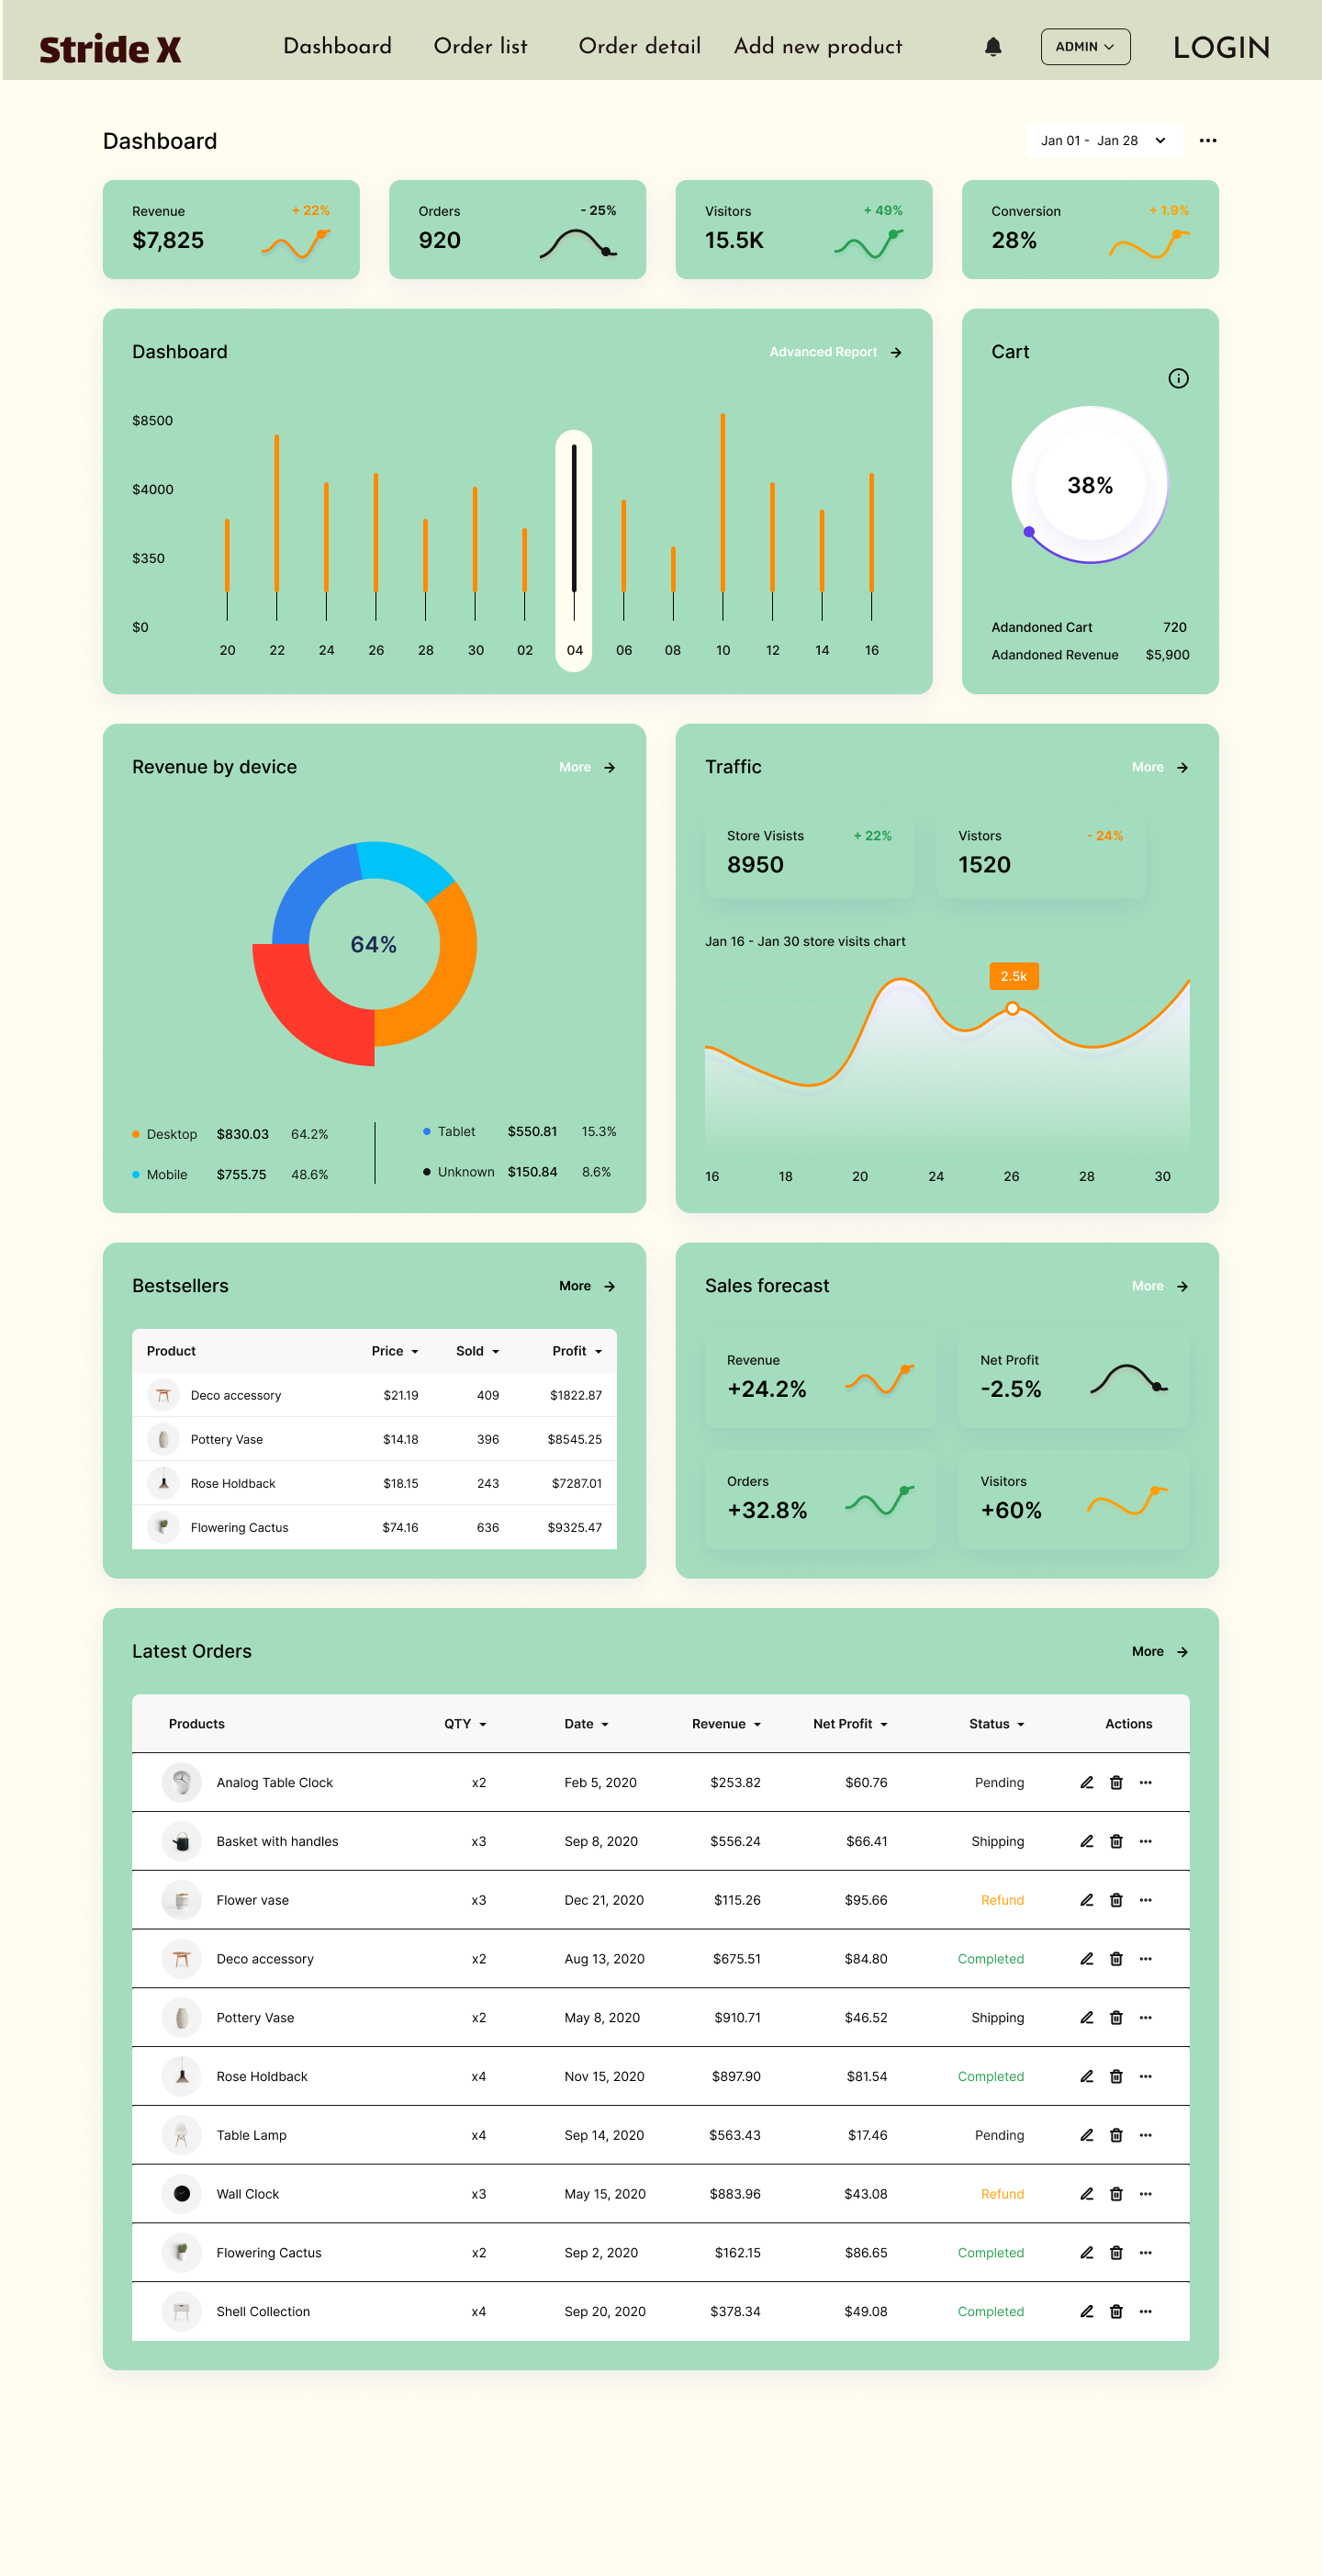 Stride X Dashboard Order list Order detail Add new product ADMIN LOGIN
Dashboard Jan 01 - Jan 28
Revenue + 22%
$7,825
Orders - 25%
920
Visitors + 49%
15.5K
Conversion + 1.9%
28%
Dashboard Advanced Report
$8500
$4000
$350
$0
20 22 24 26 28 30 02 04 06 08 10 12 14 16
Cart
38%
Adandoned Cart 720
Adandoned Revenue $5,900
Revenue by device More
64%
Desktop $830.03 64.2%
Mobile $755.75 48.6%
Tablet $550.81 15.3%
Unknown $150.84 8.6%
Traffic More
Store Visists + 22%
8950
Vistors - 24%
1520
Jan 16 - Jan 30 store visits chart
2.5k
16 18 20 24 26 28 30
Bestsellers More
Product Price Sold Profit
Deco accessory $21.19 409 $1822.87
Pottery Vase $14.18 396 $8545.25
Rose Holdback $18.15 243 $7287.01
Flowering Cactus $74.16 636 $9325.47
Sales forecast More
Revenue
+24.2%
Net Profit
-2.5%
Orders
+32.8%
Visitors
+60%
Latest Orders More
Products QTY Date Revenue Net Profit Status Actions
Analog Table Clock x2 Feb 5, 2020 $253.82 $60.76 Pending
Basket with handles x3 Sep 8, 2020 $556.24 $66.41 Shipping
Flower vase x3 Dec 21, 2020 $115.26 $95.66 Refund
Deco accessory x2 Aug 13, 2020 $675.51 $84.80 Completed
Pottery Vase x2 May 8, 2020 $910.71 $46.52 Shipping
Rose Holdback x4 Nov 15, 2020 $897.90 $81.54 Completed
Table Lamp x4 Sep 14, 2020 $563.43 $17.46 Pending
Wall Clock x3 May 15, 2020 $883.96 $43.08 Refund
Flowering Cactus x2 Sep 2, 2020 $162.15 $86.65 Completed
Shell Collection x4 Sep 20, 2020 $378.34 $49.08 Completed